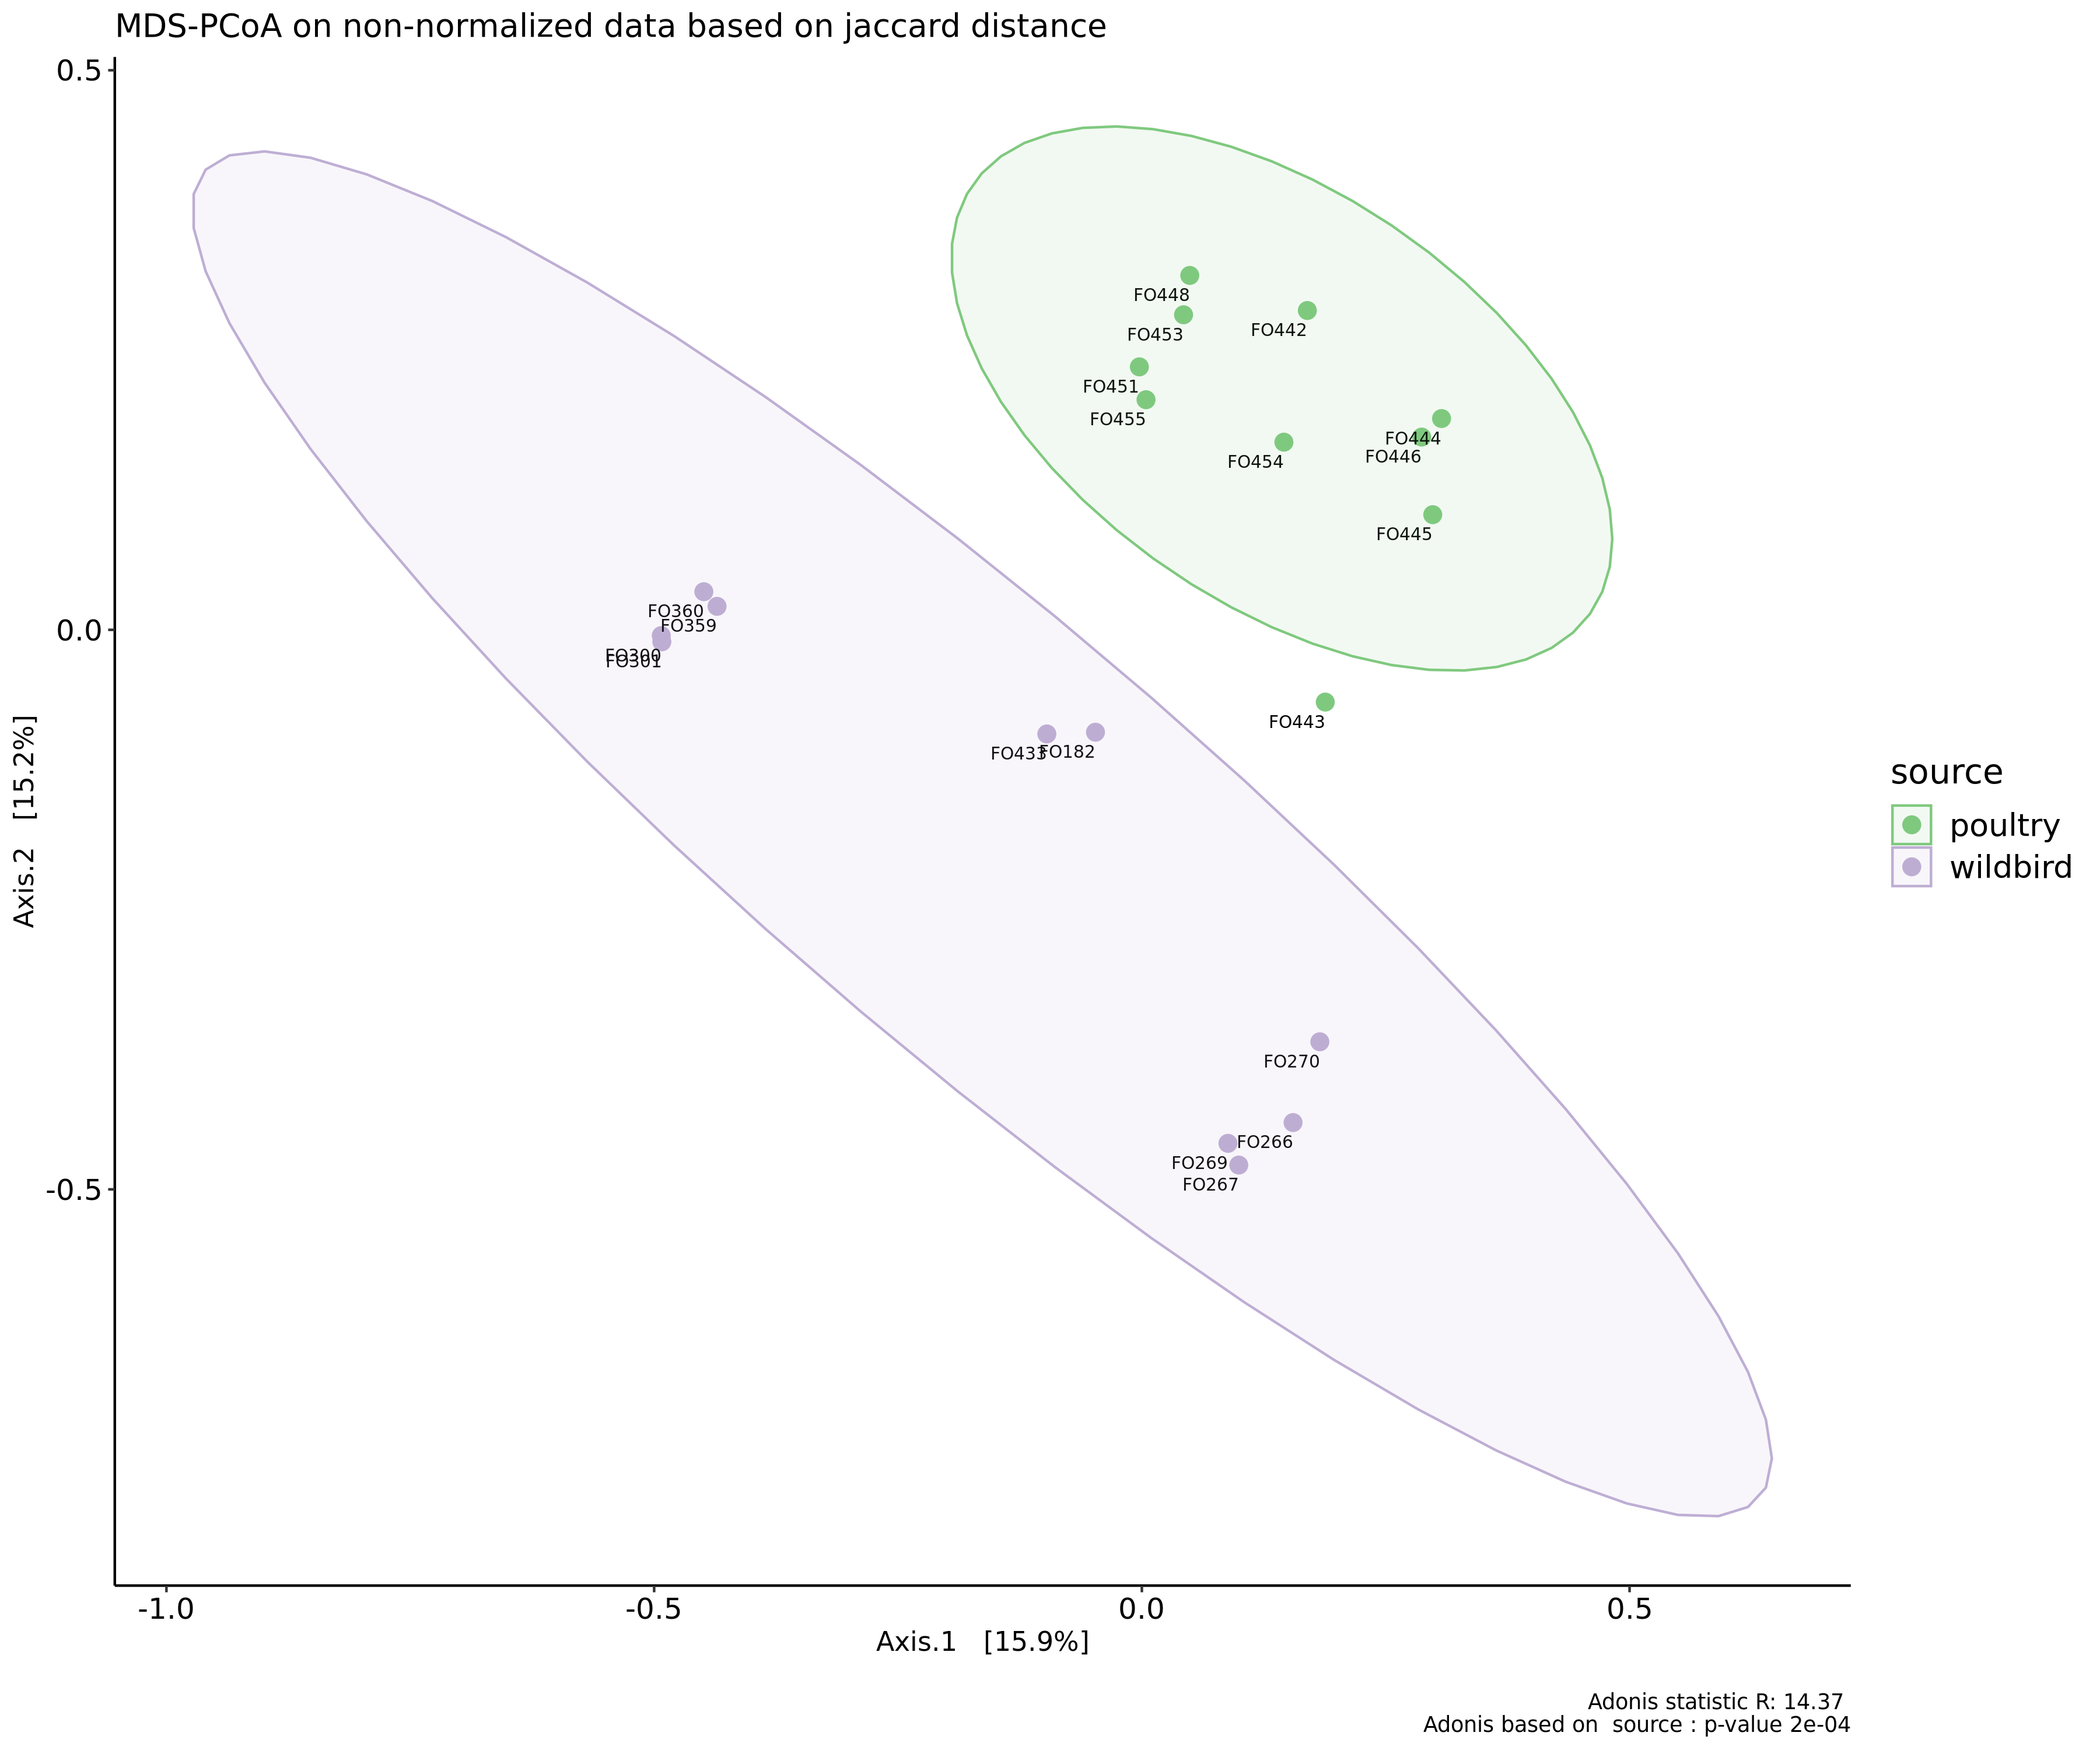 MDS-PCoA on non-normalized data based on jaccard distance
0.5
FO448
FO442
FO453
FO451
FO455
FO444
FO454
FO446
FO445
0.0
FO360
FO359
FO300
FO301
FO443
FO433
FO182
Axis.2 [15.2%]
source
poultry
wildbird
FO270
FO266
FO269
FO267
-0.5
-1.0 -0.5 0.0 0.5
Axis.1 [15.9%]
Adonis statistic R: 14.37
Adonis based on source : p-value 2e-04